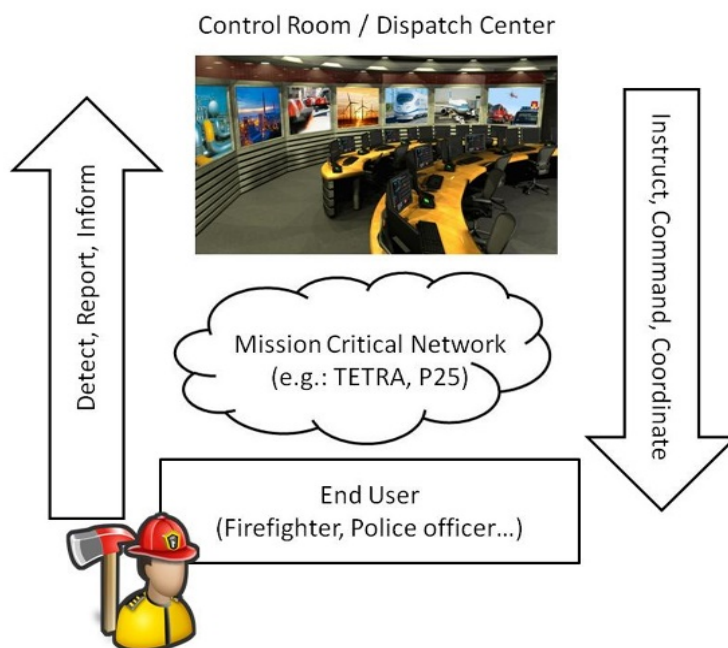 Control Room / Dispatch Center
Detect, Report, Inform
Instruct, Command, Coordinate
Mission Critical Network
(e.g.: TETRA, P25)
End User
(Firefighter, Police officer...)